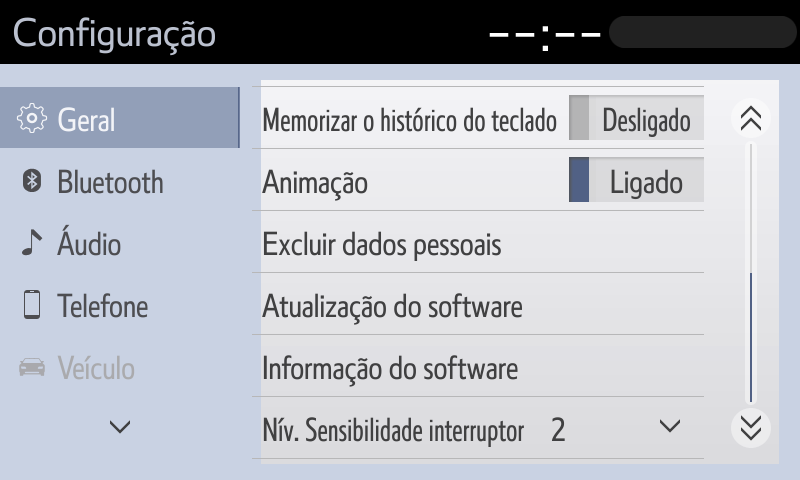 Configuração --:--
Geral
Bluetooth
Áudio
Telefone
Veículo
Memorizar o histórico do teclado Desligado
Animação Ligado
Excluir dados pessoais
Atualização do software
Informação do software
Nív. Sensibilidade interruptor 2